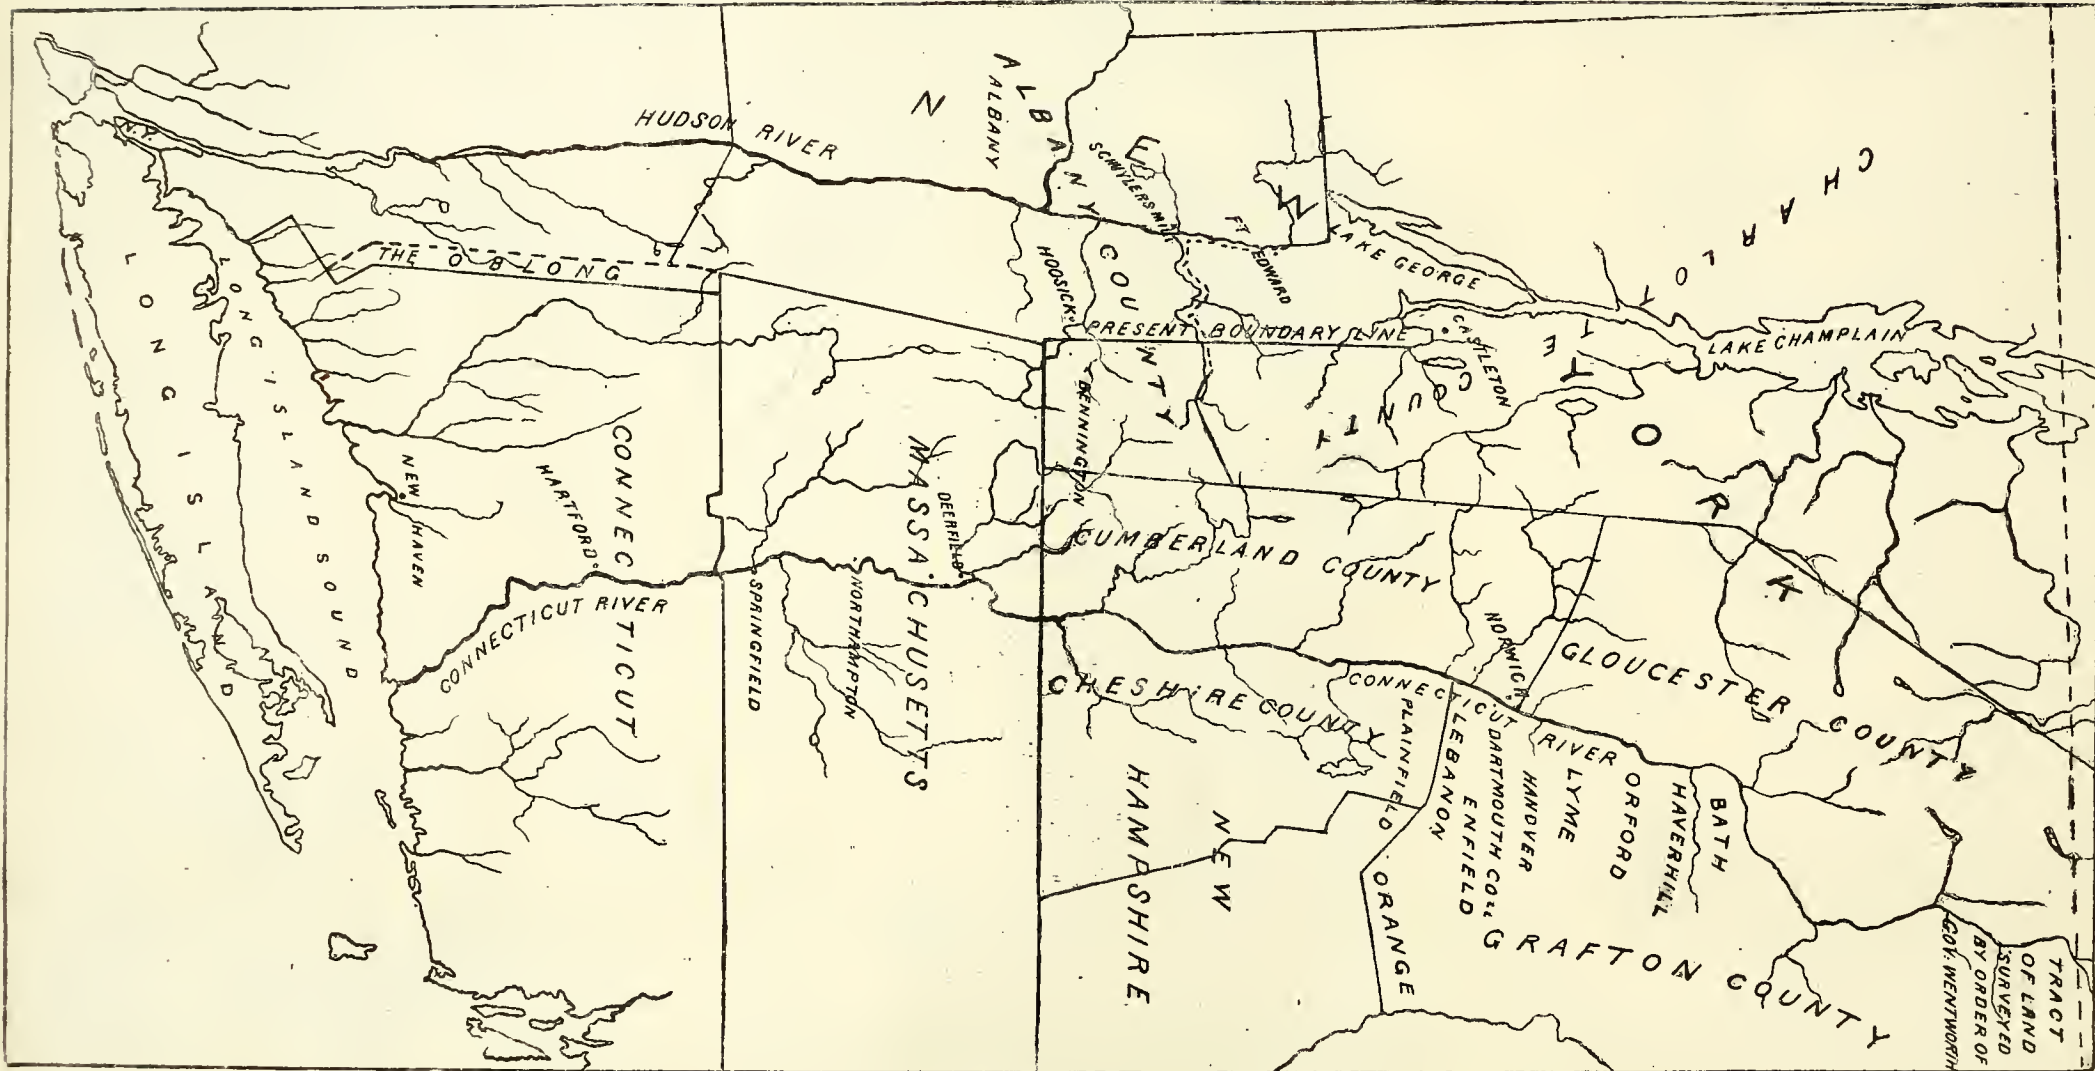 N.Y.
HUDSON RIVER
N E W
Y O R K
ALBANY
ALBANY COUNTY
SCHUYLERS MILL
FT EDWARD
LAKE GEORGE
CHARLOTTE COUNTY
LAKE CHAMPLAIN
THE OBLONG
HOOSICK
PRESENT BOUNDARY LINE
CASTLETON
BENNINGTON
LONG ISLAND
LONG ISLAND SOUND
CONNECTICUT
NEW HAVEN
HARTFORD
CONNECTICUT RIVER
MASSACHUSETTS
DEERFIELD
SPRINGFIELD
NORTHAMPTON
CUMBERLAND COUNTY
NORWICH
GLOUCESTER COUNTY
CHESHIRE COUNTY
CONNECTICUT RIVER
PLAINFIELD
LEBANON
ENFIELD
DARTMOUTH COLL
HANOVER
LYME
ORFORD
HAVERHILL
BATH
NEW
HAMPSHIRE
ORANGE
GRAFTON COUNTY
TRACT
OF LAND
SURVEYED
BY ORDER OF
GOV. WENTWORTH